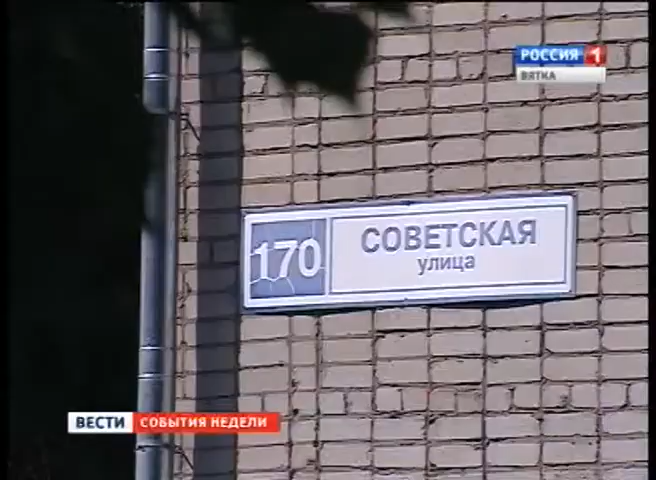 РОССИЯ 1
ВЯТКА
170 СОВЕТСКАЯ
улица
ВЕСТИ СОБЫТИЯ НЕДЕЛИ